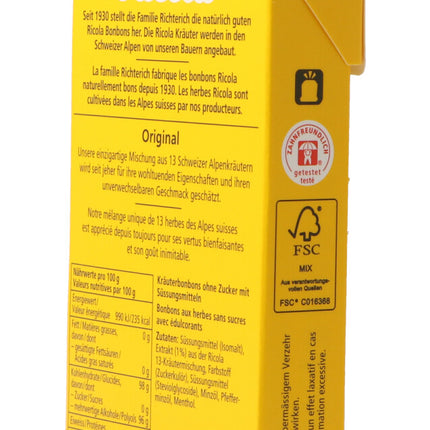 Seit 1930 stellt die Familie Richterich die natürlich guten
Ricola Bonbons her. Die Ricola Kräuter werden in den
Schweizer Alpen von unseren Bauern angebaut.
La famille Richterich fabrique les bonbons Ricola
naturellement bons depuis 1930. Les herbes Ricola sont
cultivées dans les Alpes suisses par nos producteurs.
Original
Unsere einzigartige Mischung aus 13 Schweizer Alpenkräutern
wird seit jeher für ihre wohltuenden Eigenschaften und ihren
unverwechselbaren Geschmack geschätzt.
Notre mélange unique de 13 herbes des Alpes suisses
est apprécié depuis toujours pour ses vertus bienfaisantes
et son goût inimitable.
Nährwerte pro 100 g
Valeurs nutritives par 100 g
Energiewert/
Valeur énergétique 990 kJ/235 kcal
Fett / Matières grasses, 0 g
davon / dont
– gesättigte Fettsäuren /
Acides gras saturés 0 g
Kohlenhydrate / Glucides, 98 g
davon / dont
– Zucker / Sucres 0 g
– mehrwertige Alkohole / Polyols 96 g
Eiweiss / Protéines
Kräuterbonbons ohne Zucker mit
Süssungsmitteln
Bonbons aux herbes sans sucres
avec édulcorants
Zutaten: Süssungsmittel (Isomalt),
Extrakt (1%) aus der Ricola
13-Kräutermischung, Farbstoff
(Zuckerkulör), Süssungsmittel
(Steviolglycoside), Minzöl, Pfeffer-
minzöl, Menthol.
ZAHNFREUNDLICH
getestet
testé
FSC
MIX
Aus verantwortungs-
vollen Quellen
FSC® C016368
bermässigem Verzehr
wirken.
un effet laxatif en cas
mmation excessive.